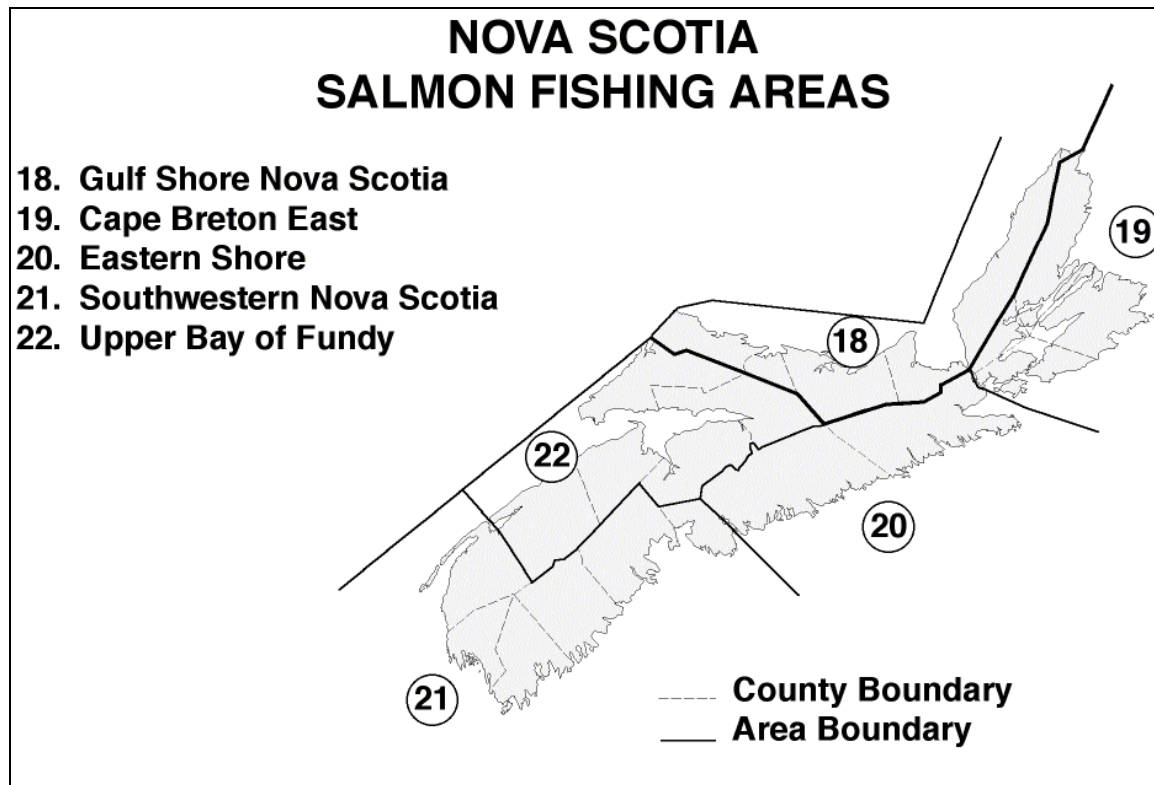 NOVA SCOTIA
SALMON FISHING AREAS
18. Gulf Shore Nova Scotia
19. Cape Breton East
20. Eastern Shore
21. Southwestern Nova Scotia
22. Upper Bay of Fundy
19
18
22
20
21
County Boundary
Area Boundary